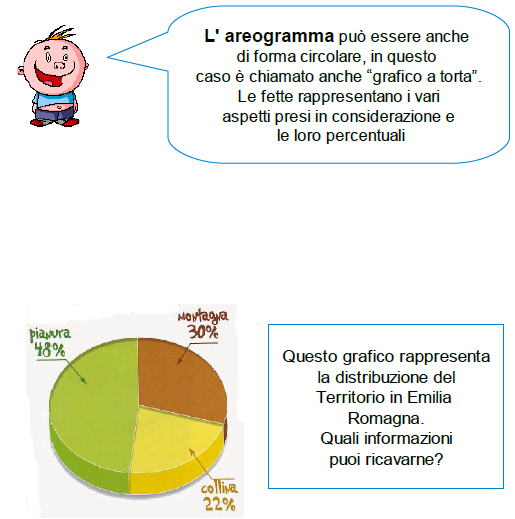 L' areogramma può essere anche
di forma circolare, in questo
caso è chiamato anche “grafico a torta”.
Le fette rappresentano i vari
aspetti presi in considerazione e
le loro percentuali
pianura
48%
montagna
30%
collina
22%
Questo grafico rappresenta
la distribuzione del
Territorio in Emilia
Romagna.
Quali informazioni
puoi ricavarne?